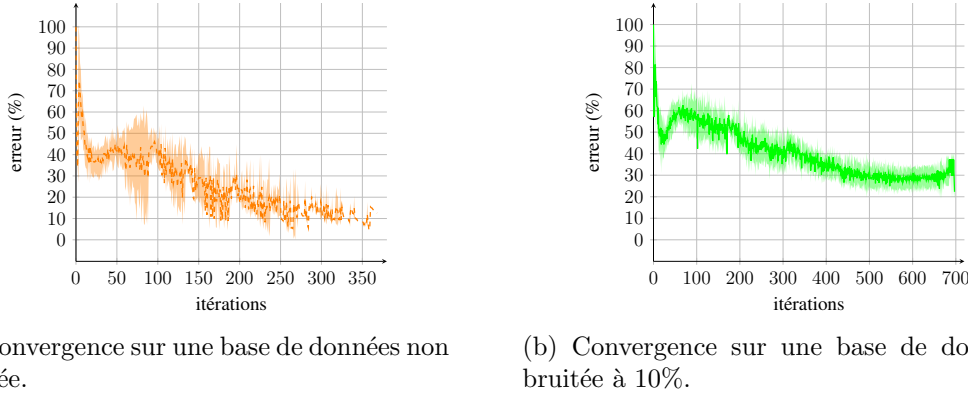 100
90
80
70
60
50
40
30
20
10
0
erreur (%)
0 50 100 150 200 250 300 350
itérations
onvergence sur une base de données non
ée.
100
90
80
70
60
50
40
30
20
10
0
erreur (%)
0 100 200 300 400 500 600 700
itérations
(b) Convergence sur une base de do
bruitée à 10%.